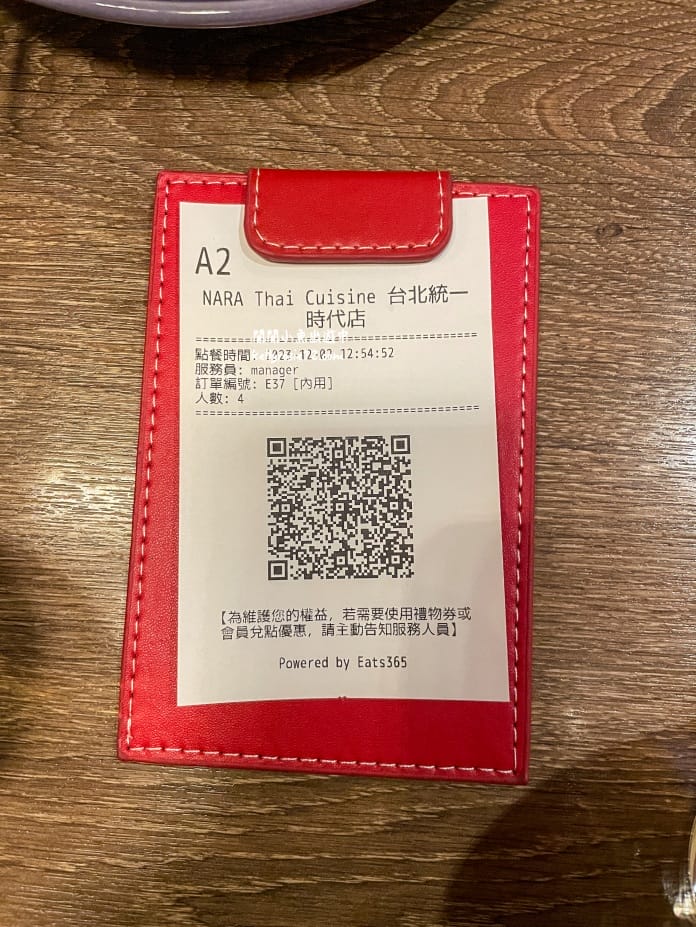 A2
NARA Thai Cuisine 台北統一
時代店
點餐時間: 2023-12-02 12:54:52
服務員: manager
訂單編號: E37 [內用]
人數: 4
【為維護您的權益, 若需要使用禮物券或
會員兌點優惠, 請主動告知服務人員】
Powered by Eats365